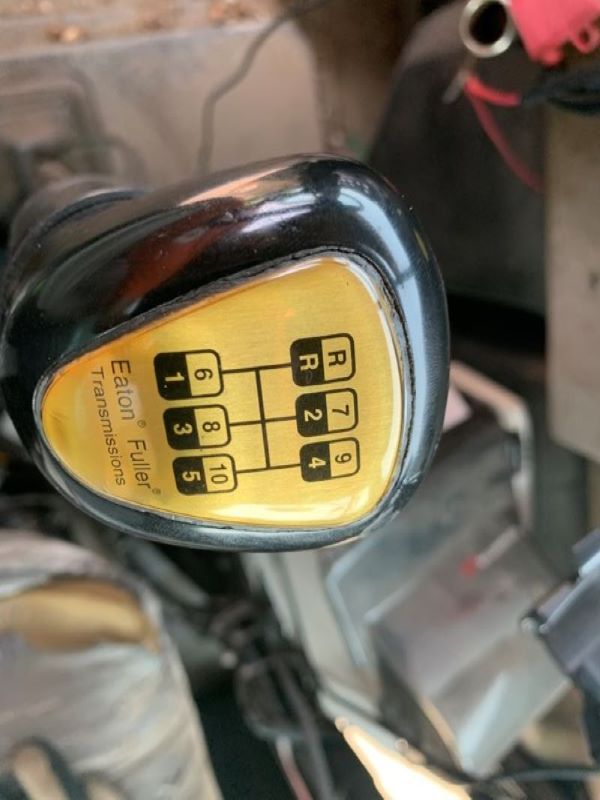 R 7 9
R 2 4
6 8 10
1 3 5
Eaton® Fuller®
Transmissions